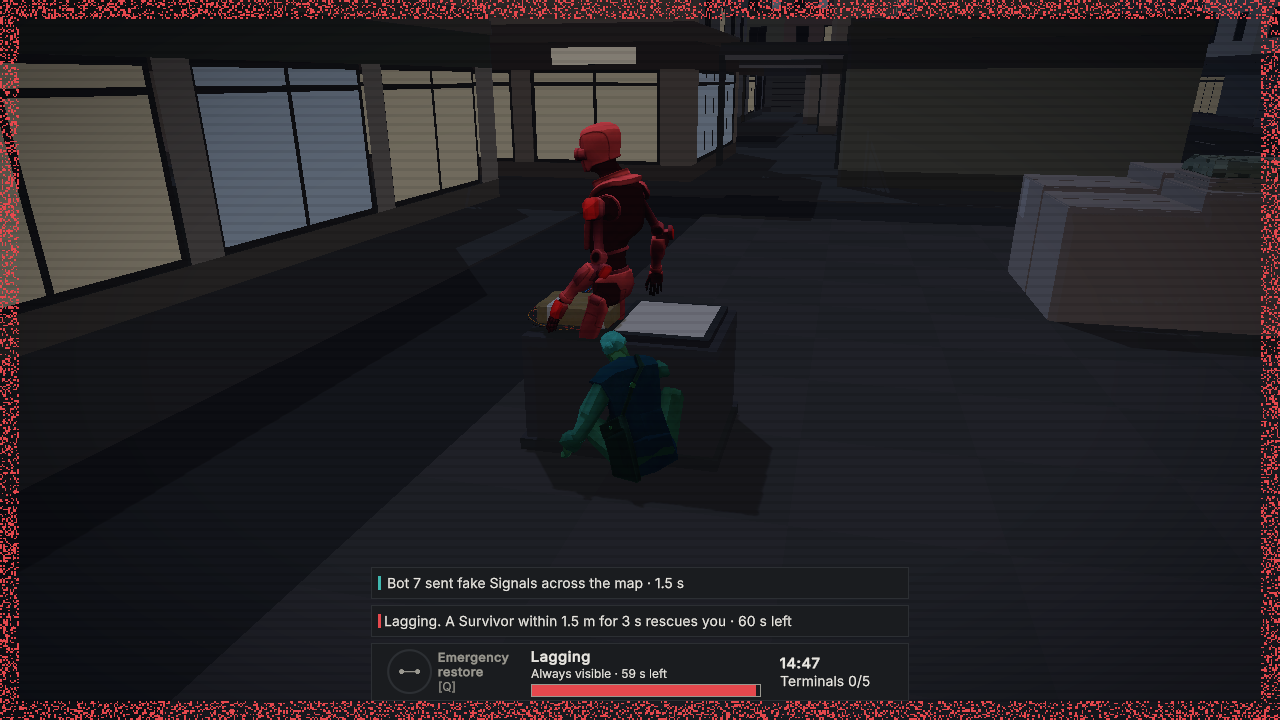 Bot 7 sent fake Signals across the map · 1.5 s
Lagging. A Survivor within 1.5 m for 3 s rescues you · 60 s left
Emergency restore
[Q]
Lagging
Always visible · 59 s left
14:47
Terminals 0/5